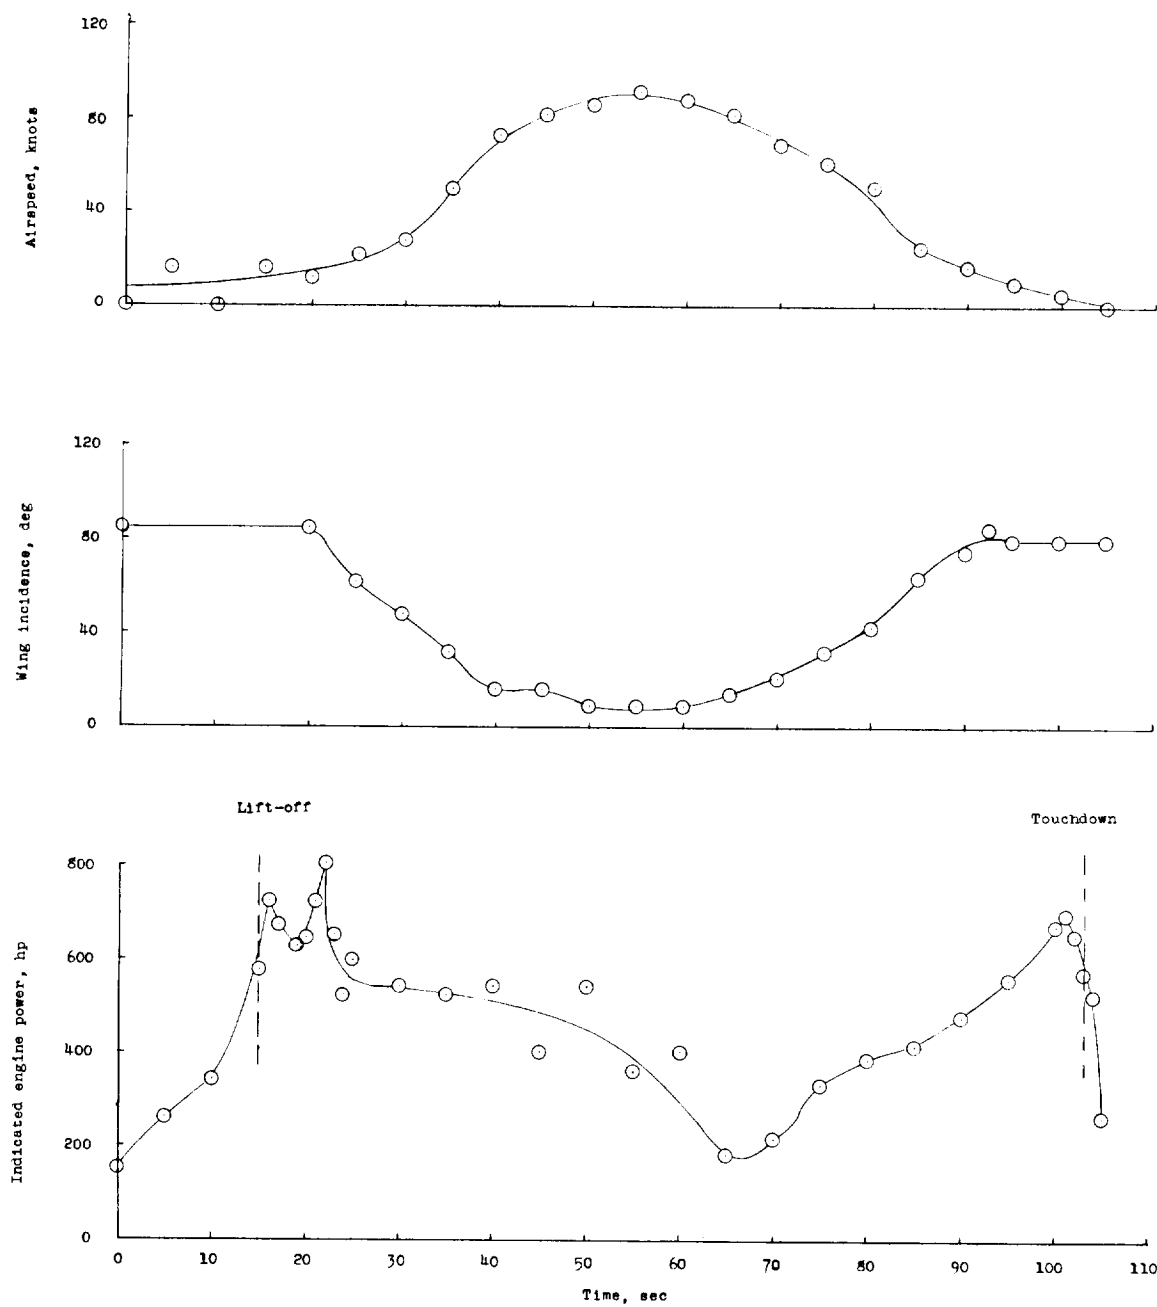 120
80
40
0
Airspeed, knots
120
80
40
0
Wing incidence, deg
Lift-off
Touchdown
800
600
400
200
0
Indicated engine power, hp
0 10 20 30 40 50 60 70 80 90 100 110
Time, sec